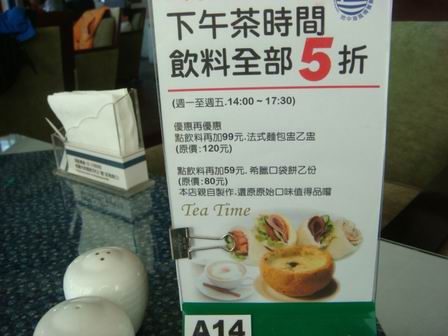 下午茶時間
飲料全部5折
(週一至週五.14:00~17:30)
優惠再優惠
點飲料再加99元.法式麵包盅乙盅
(原價:120元)
點飲料再加59元.希臘口袋餅乙份
(原價:80元)
本店親自製作.還原原始口味值得品嚐
Tea Time
A14